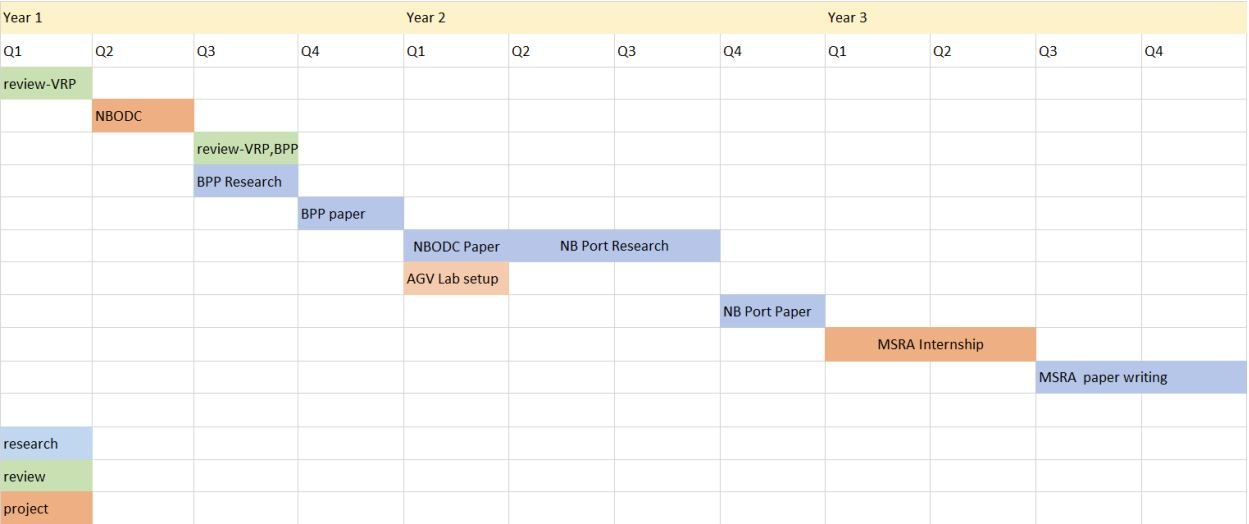 Year 1 Year 2 Year 3
Q1 Q2 Q3 Q4 Q1 Q2 Q3 Q4 Q1 Q2 Q3 Q4
review-VRP
NBODC
review-VRP,BPP
BPP Research
BPP paper
NBODC Paper NB Port Research
AGV Lab setup
NB Port Paper
MSRA Internship
MSRA paper writing
research
review
project